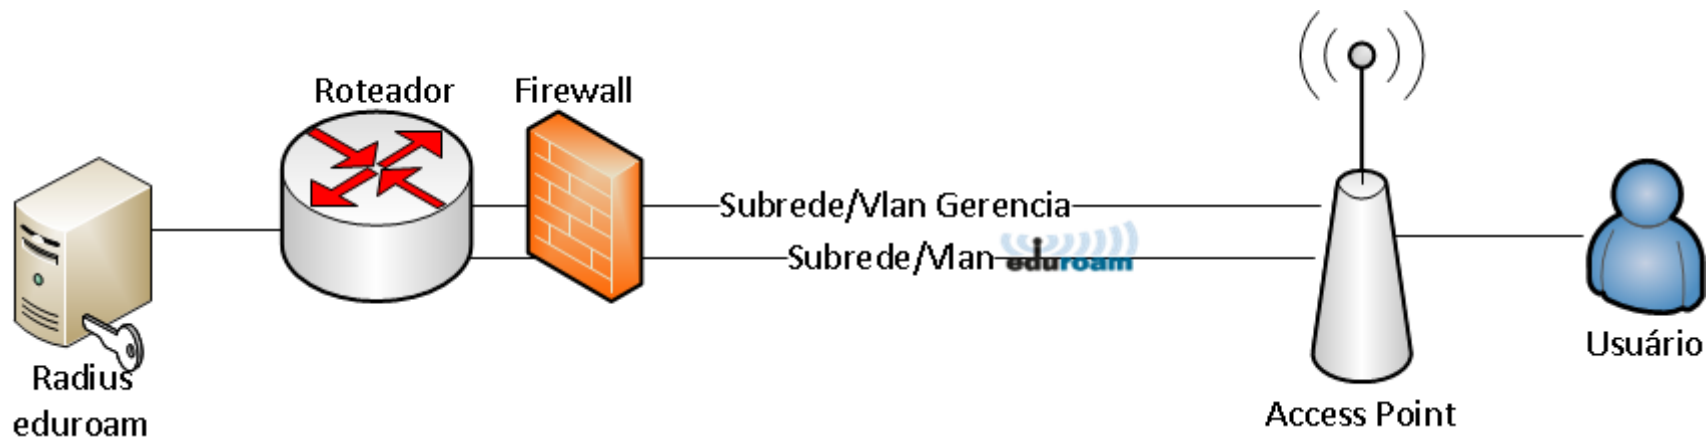 Roteador
Firewall
Subrede/Vlan Gerencia
Subrede/Vlan eduroam
Radius
eduroam
Access Point
Usuário